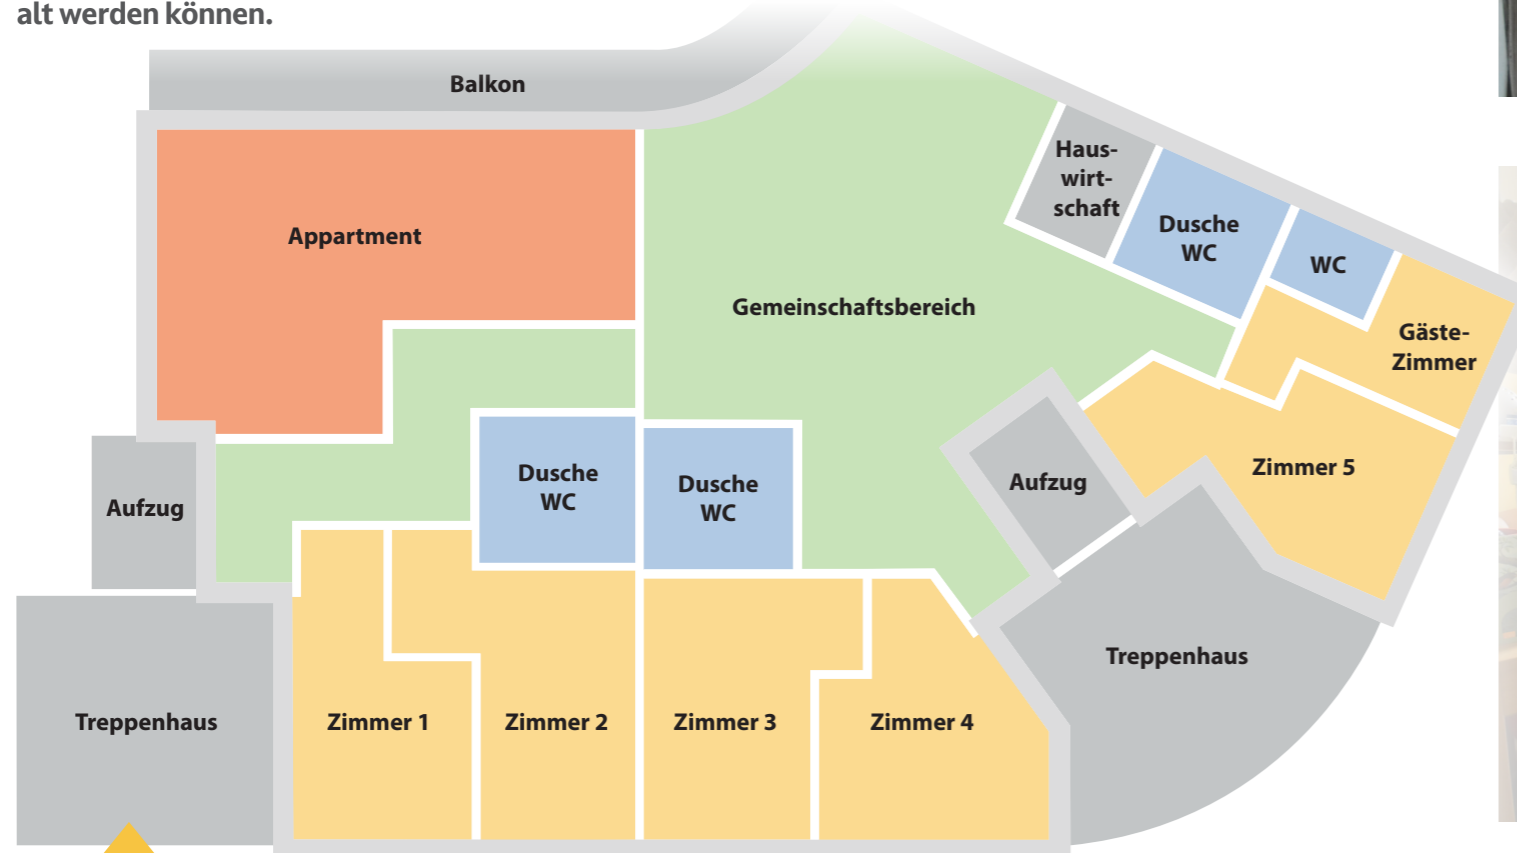 alt werden können.
Balkon
Haus-
wirt-
schaft
Dusche
WC
WC
Appartment
Gemeinschaftsbereich
Gäste-
Zimmer
Dusche
WC
Dusche
WC
Aufzug
Aufzug
Zimmer 5
Treppenhaus
Treppenhaus
Zimmer 1
Zimmer 2
Zimmer 3
Zimmer 4